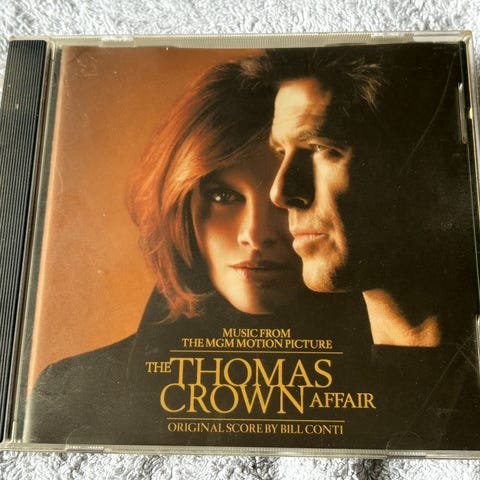 MUSIC FROM
THE MGM MOTION PICTURE
THE THOMAS
CROWN AFFAIR
ORIGINAL SCORE BY BILL CONTI